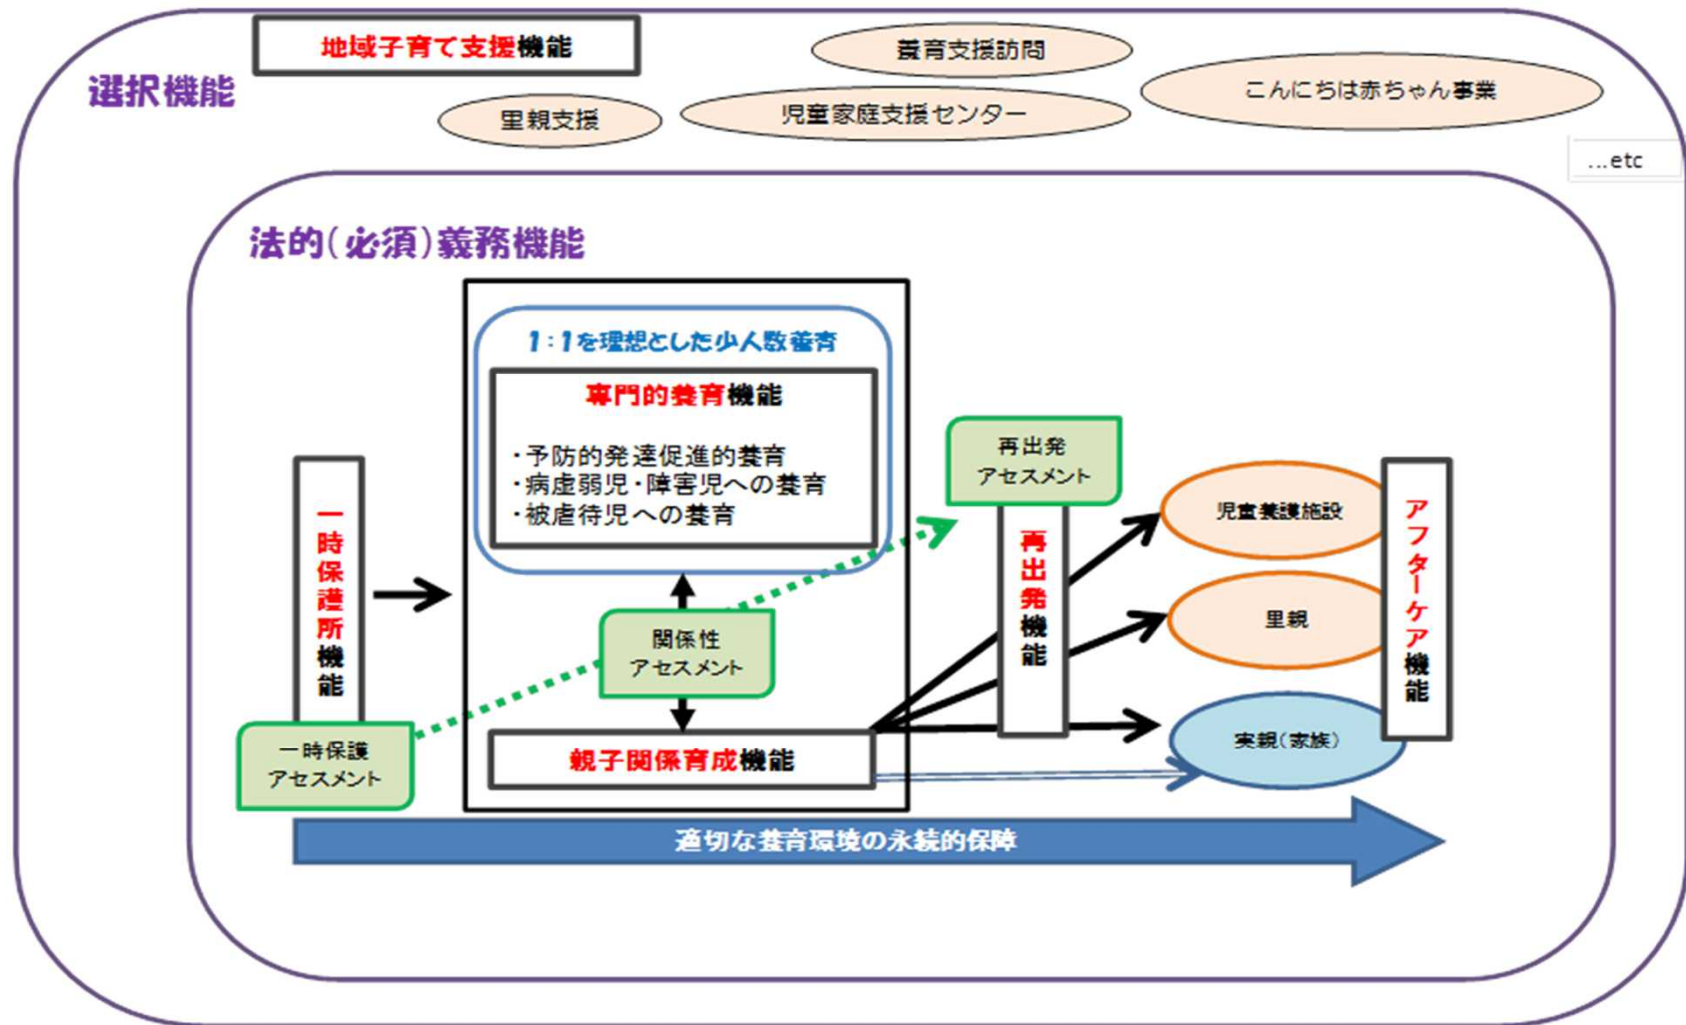 地域子育て支援機能
養育支援訪問
選択機能
こんにちは赤ちゃん事業
里親支援
児童家庭支援センター
...etc
法的(必須)義務機能
1:1を理想とした少人数養育
専門的養育機能
・予防的発達促進的養育
・病虚弱児・障害児への養育
・被虐待児への養育
一時保護所機能
一時保護
アセスメント
関係性
アセスメント
親子関係育成機能
再出発
アセスメント
再出発機能
児童養護施設
里親
実親(家族)
アフターケア機能
適切な養育環境の永続的保障